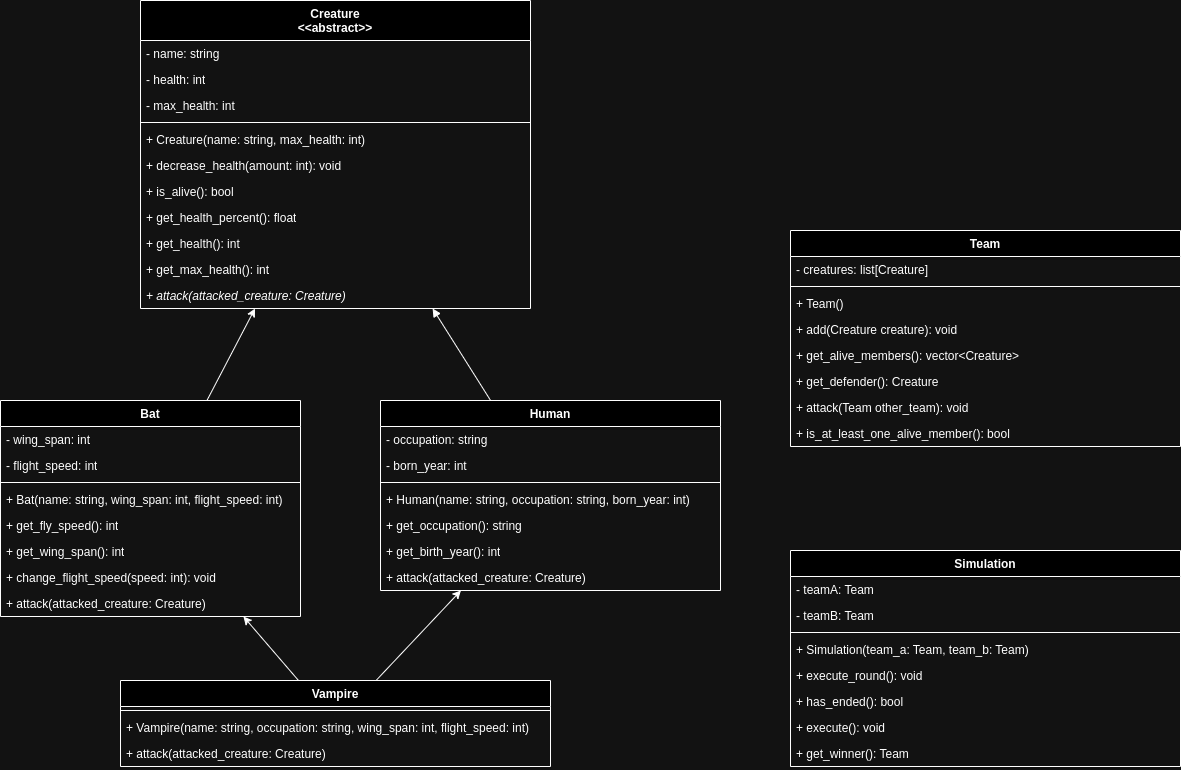 Creature
<<abstract>>
- name: string
- health: int
- max_health: int
+ Creature(name: string, max_health: int)
+ decrease_health(amount: int): void
+ is_alive(): bool
+ get_health_percent(): float
+ get_health(): int
+ get_max_health(): int
+ attack(attacked_creature: Creature)
Team
- creatures: list[Creature]
+ Team()
+ add(Creature creature): void
+ get_alive_members(): vector<Creature>
+ get_defender(): Creature
+ attack(Team other_team): void
+ is_at_least_one_alive_member(): bool
Bat
- wing_span: int
- flight_speed: int
+ Bat(name: string, wing_span: int, flight_speed: int)
+ get_fly_speed(): int
+ get_wing_span(): int
+ change_flight_speed(speed: int): void
+ attack(attacked_creature: Creature)
Human
- occupation: string
- born_year: int
+ Human(name: string, occupation: string, born_year: int)
+ get_occupation(): string
+ get_birth_year(): int
+ attack(attacked_creature: Creature)
Simulation
- teamA: Team
- teamB: Team
+ Simulation(team_a: Team, team_b: Team)
+ execute_round(): void
+ has_ended(): bool
+ execute(): void
+ get_winner(): Team
Vampire
+ Vampire(name: string, occupation: string, wing_span: int, flight_speed: int)
+ attack(attacked_creature: Creature)